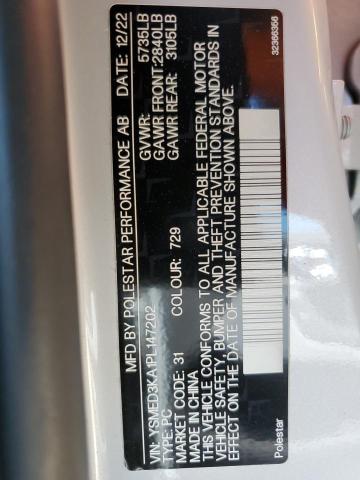 MFD BY POLESTAR PERFORMANCE AB DATE: 12/22
GVWR: 5735LB
GAWR FRONT:2840LB
GAWR REAR: 3105LB
VIN: YSMED3KA1PL147202
TYPE: PC
MARKET CODE: 31 COLOUR: 729
MADE IN CHINA
THIS VEHICLE CONFORMS TO ALL APPLICABLE FEDERAL MOTOR
VEHICLE SAFETY, BUMPER AND THEFT PREVENTION STANDARDS IN
EFFECT ON THE DATE OF MANUFACTURE SHOWN ABOVE.
Polestar
32366356